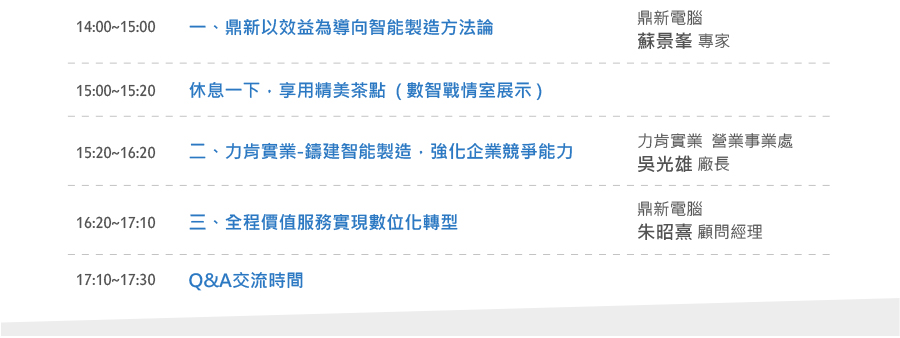 14:00~15:00 一、鼎新以效益為導向智能製造方法論 鼎新電腦
蘇景峯 專家
15:00~15:20 休息一下，享用精美茶點（數智戰情室展示）
15:20~16:20 二、力肯實業-鑄建智能製造，強化企業競爭能力 力肯實業 營業事業處
吳光雄 廠長
16:20~17:10 三、全程價值服務實現數位化轉型 鼎新電腦
朱昭熹 顧問經理
17:10~17:30 Q&A交流時間